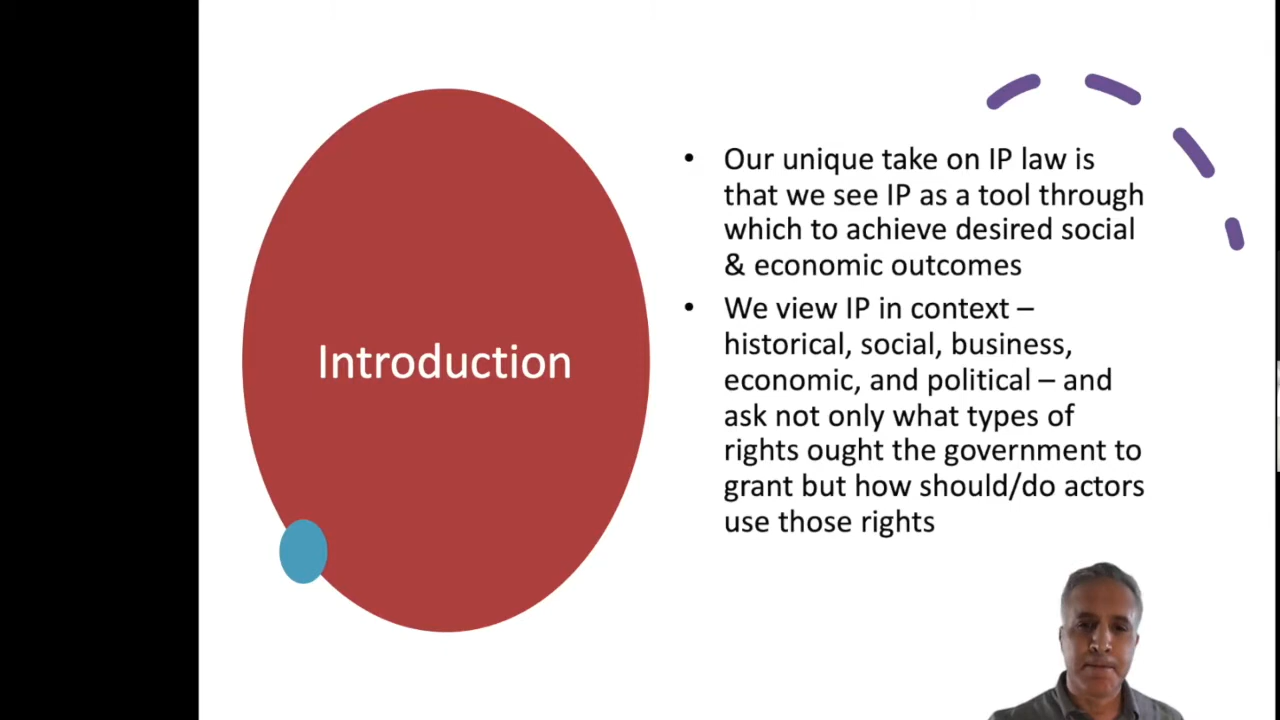 Introduction
• Our unique take on IP law is
that we see IP as a tool through
which to achieve desired social
& economic outcomes
• We view IP in context –
historical, social, business,
economic, and political – and
ask not only what types of
rights ought the government to
grant but how should/do actors
use those rights